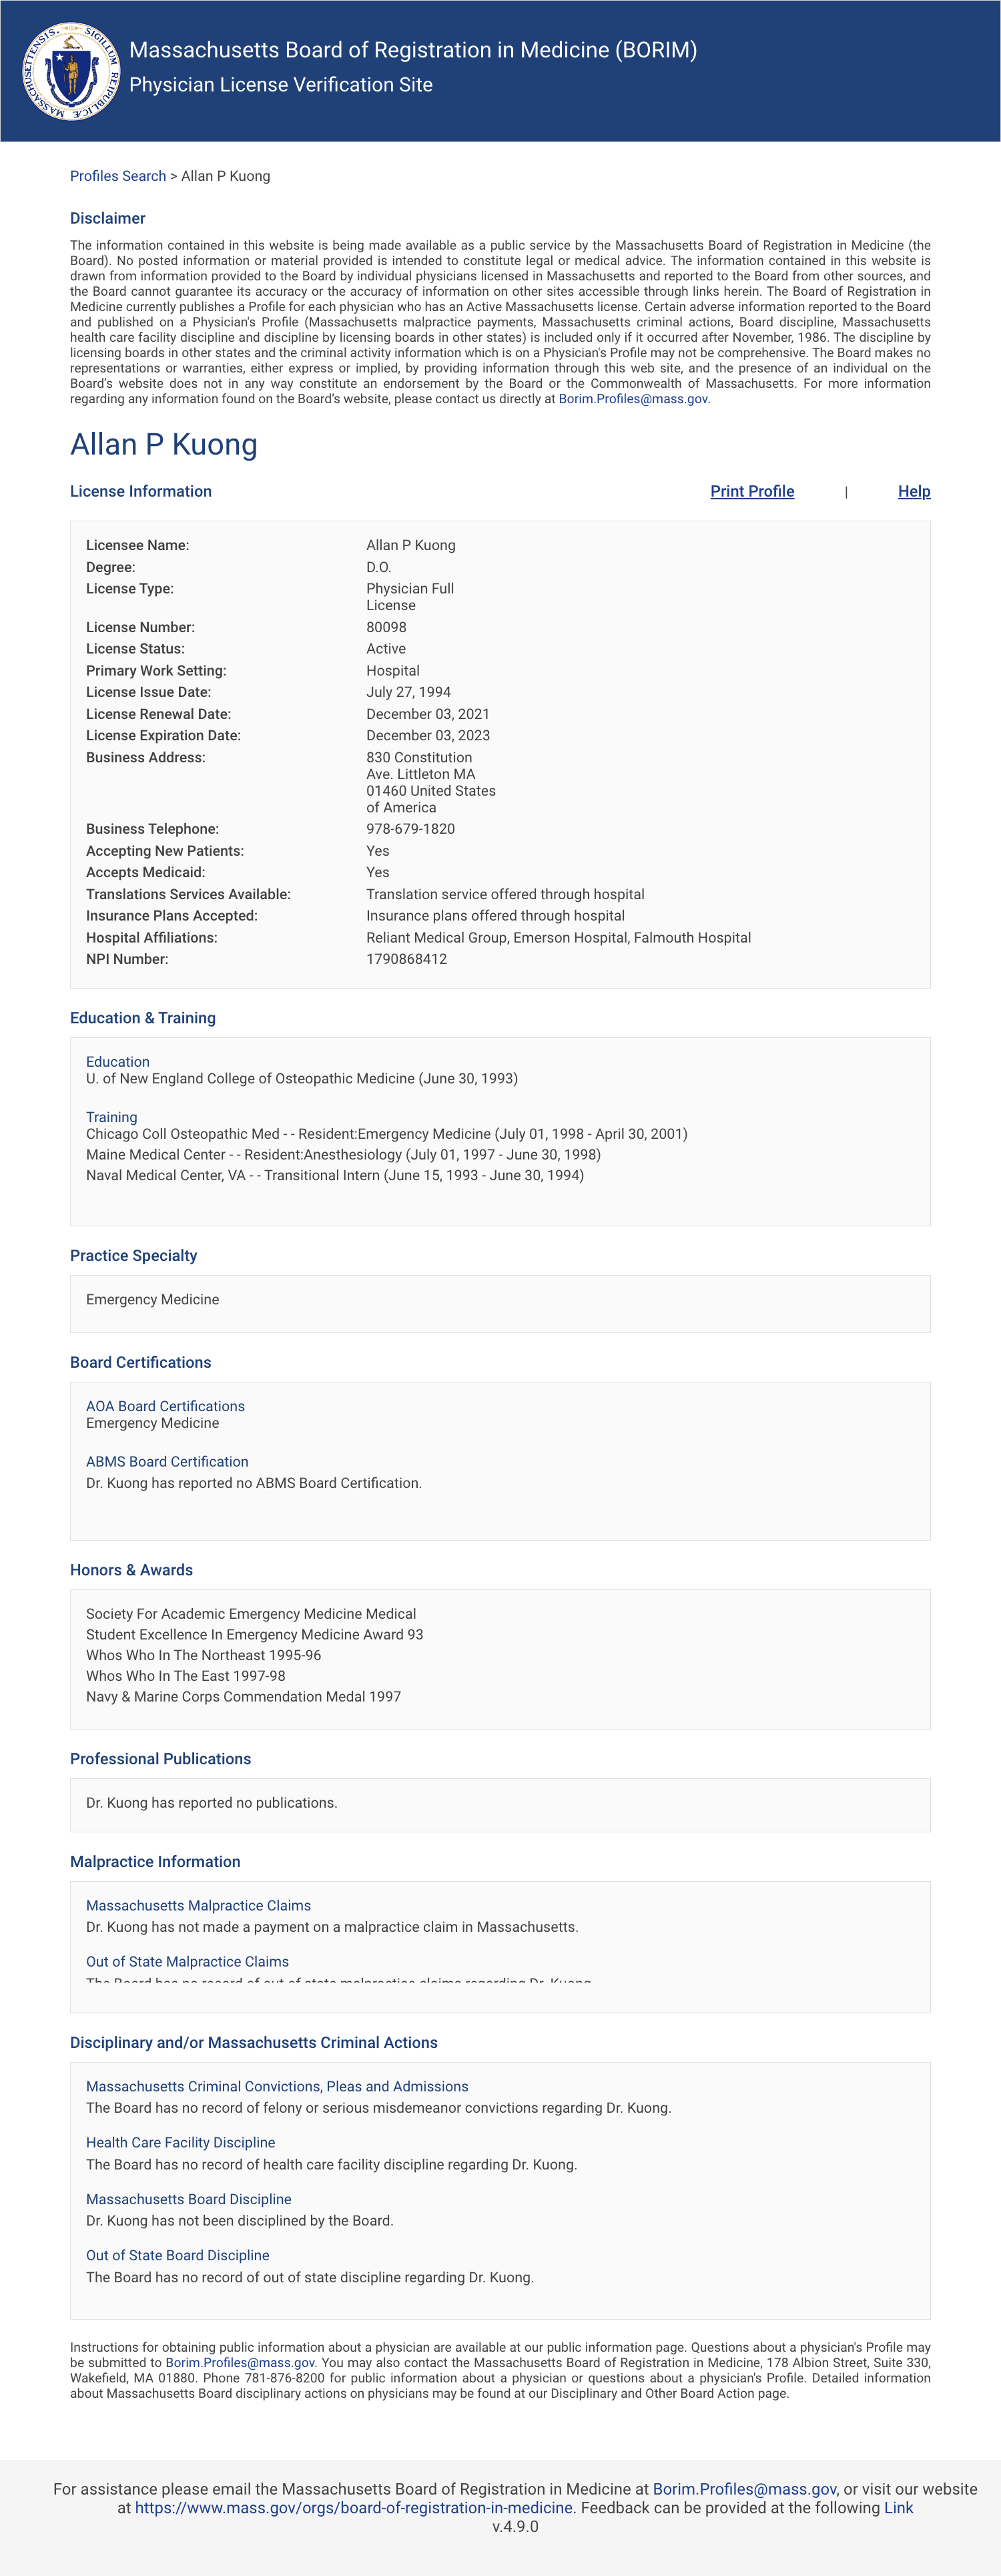 Massachusetts Board of Registration in Medicine (BORIM)
Physician License Verification Site
Profiles Search > Allan P Kuong
Disclaimer
The information contained in this website is being made available as a public service by the Massachusetts Board of Registration in Medicine (the
Board). No posted information or material provided is intended to constitute legal or medical advice. The information contained in this website is
drawn from information provided to the Board by individual physicians licensed in Massachusetts and reported to the Board from other sources, and
the Board cannot guarantee its accuracy or the accuracy of information on other sites accessible through links herein. The Board of Registration in
Medicine currently publishes a Profile for each physician who has an Active Massachusetts license. Certain adverse information reported to the Board
and published on a Physician's Profile (Massachusetts malpractice payments, Massachusetts criminal actions, Board discipline, Massachusetts
health care facility discipline and discipline by licensing boards in other states) is included only if it occurred after November, 1986. The discipline by
licensing boards in other states and the criminal activity information which is on a Physician's Profile may not be comprehensive. The Board makes no
representations or warranties, either express or implied, by providing information through this web site, and the presence of an individual on the
Board's website does not in any way constitute an endorsement by the Board or the Commonwealth of Massachusetts. For more information
regarding any information found on the Board's website, please contact us directly at Borim.Profiles@mass.gov.
Allan P Kuong
License Information Print Profile | Help
Licensee Name: Allan P Kuong
Degree: D.O.
License Type: Physician Full
License
License Number: 80098
License Status: Active
Primary Work Setting: Hospital
License Issue Date: July 27, 1994
License Renewal Date: December 03, 2021
License Expiration Date: December 03, 2023
Business Address: 830 Constitution
Ave. Littleton MA
01460 United States
of America
Business Telephone: 978-679-1820
Accepting New Patients: Yes
Accepts Medicaid: Yes
Translations Services Available: Translation service offered through hospital
Insurance Plans Accepted: Insurance plans offered through hospital
Hospital Affiliations: Reliant Medical Group, Emerson Hospital, Falmouth Hospital
NPI Number: 1790868412
Education & Training
Education
U. of New England College of Osteopathic Medicine (June 30, 1993)
Training
Chicago Coll Osteopathic Med - - Resident:Emergency Medicine (July 01, 1998 - April 30, 2001)
Maine Medical Center - - Resident:Anesthesiology (July 01, 1997 - June 30, 1998)
Naval Medical Center, VA - - Transitional Intern (June 15, 1993 - June 30, 1994)
Practice Specialty
Emergency Medicine
Board Certifications
AOA Board Certifications
Emergency Medicine
ABMS Board Certification
Dr. Kuong has reported no ABMS Board Certification.
Honors & Awards
Society For Academic Emergency Medicine Medical
Student Excellence In Emergency Medicine Award 93
Whos Who In The Northeast 1995-96
Whos Who In The East 1997-98
Navy & Marine Corps Commendation Medal 1997
Professional Publications
Dr. Kuong has reported no publications.
Malpractice Information
Massachusetts Malpractice Claims
Dr. Kuong has not made a payment on a malpractice claim in Massachusetts.
Out of State Malpractice Claims
The Board has no record of out of state malpractice claims regarding Dr. Kuong.
Disciplinary and/or Massachusetts Criminal Actions
Massachusetts Criminal Convictions, Pleas and Admissions
The Board has no record of felony or serious misdemeanor convictions regarding Dr. Kuong.
Health Care Facility Discipline
The Board has no record of health care facility discipline regarding Dr. Kuong.
Massachusetts Board Discipline
Dr. Kuong has not been disciplined by the Board.
Out of State Board Discipline
The Board has no record of out of state discipline regarding Dr. Kuong.
Instructions for obtaining public information about a physician are available at our public information page. Questions about a physician's Profile may
be submitted to Borim.Profiles@mass.gov. You may also contact the Massachusetts Board of Registration in Medicine, 178 Albion Street, Suite 330,
Wakefield, MA 01880. Phone 781-876-8200 for public information about a physician or questions about a physician's Profile. Detailed information
about Massachusetts Board disciplinary actions on physicians may be found at our Disciplinary and Other Board Action page.
For assistance please email the Massachusetts Board of Registration in Medicine at Borim.Profiles@mass.gov, or visit our website
at https://www.mass.gov/orgs/board-of-registration-in-medicine. Feedback can be provided at the following Link
v.4.9.0